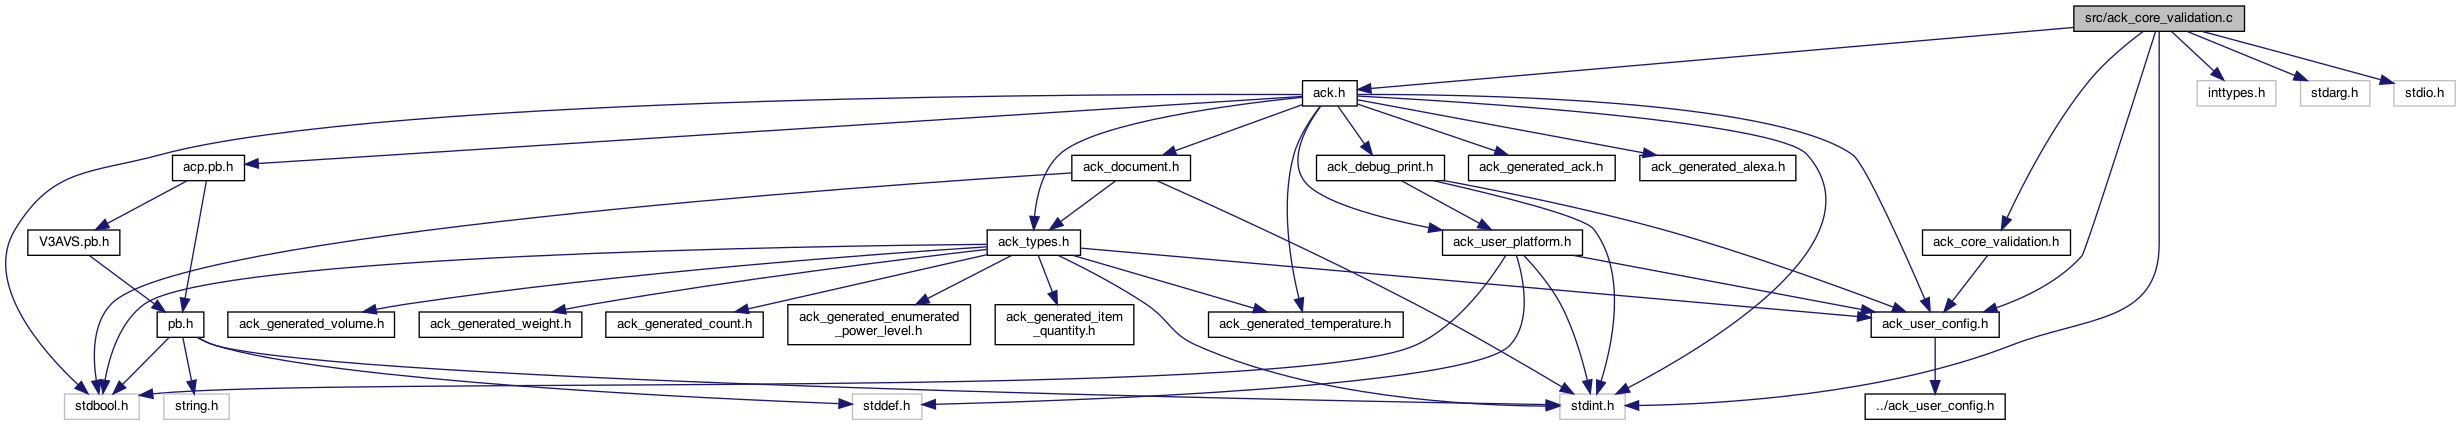 src/ack_core_validation.c
ack.h
inttypes.h
stdarg.h
stdio.h
acp.pb.h
ack_document.h
ack_debug_print.h
ack_generated_ack.h
ack_generated_alexa.h
V3AVS.pb.h
ack_types.h
ack_user_platform.h
ack_core_validation.h
pb.h
ack_generated_volume.h
ack_generated_weight.h
ack_generated_count.h
ack_generated_enumerated
_power_level.h
ack_generated_item
_quantity.h
ack_generated_temperature.h
ack_user_config.h
stdbool.h
string.h
stddef.h
stdint.h
../ack_user_config.h